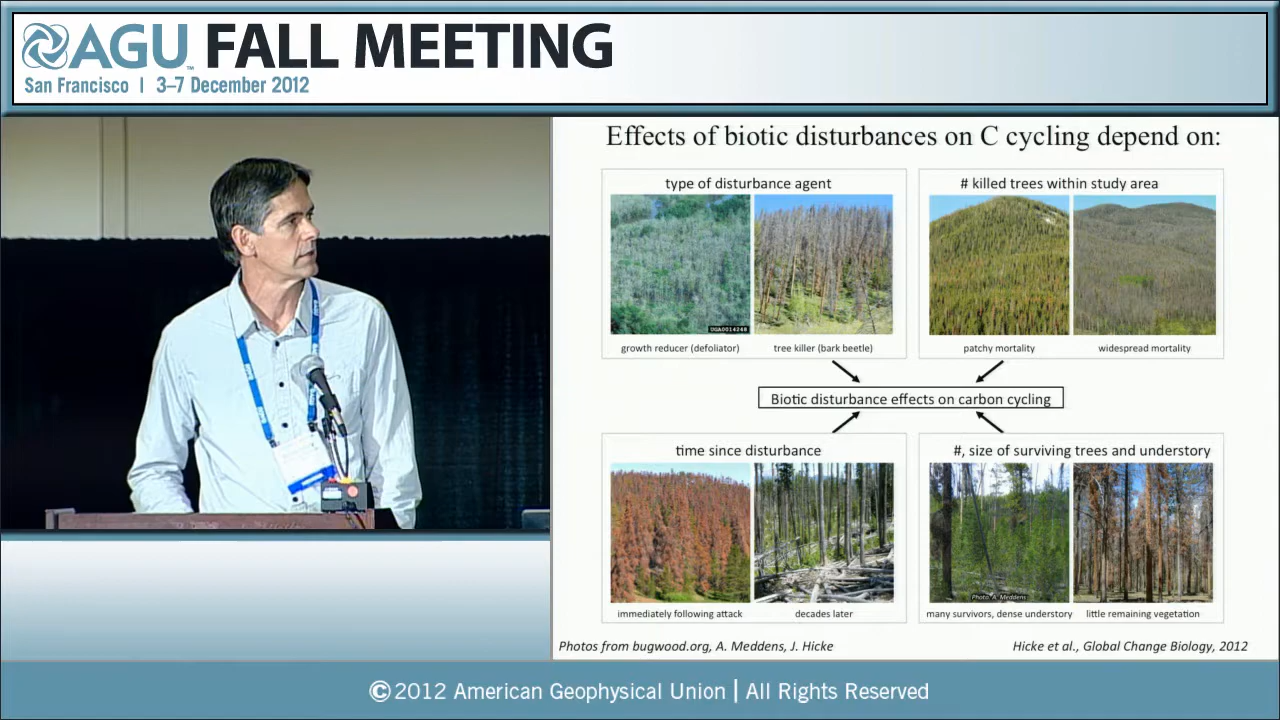 AGU FALL MEETING
San Francisco | 3–7 December 2012
Effects of biotic disturbances on C cycling depend on:
type of disturbance agent
UGA0014248
growth reducer (defoliator)
tree killer (bark beetle)
# killed trees within study area
patchy mortality
widespread mortality
Biotic disturbance effects on carbon cycling
time since disturbance
immediately following attack
decades later
#, size of surviving trees and understory
Photo: A. Meddens
many survivors, dense understory
little remaining vegetation
Photos from bugwood.org, A. Meddens, J. Hicke
Hicke et al., Global Change Biology, 2012
©2012 American Geophysical Union | All Rights Reserved